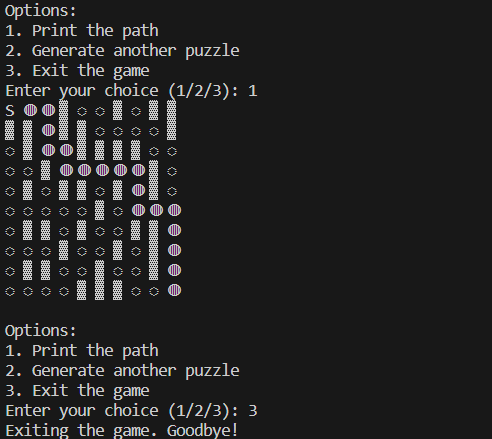 Options:
1. Print the path
2. Generate another puzzle
3. Exit the game
Enter your choice (1/2/3): 1
S ◍ ◍ ▓ ◌ ◌ ▓ ◌ ▓ ▓
▓ ▓ ◍ ▓ ▓ ◌ ◌ ◌ ◌ ▓
◌ ▓ ◍ ◍ ▓ ▓ ▓ ▓ ◌ ◌
◌ ◌ ▓ ◍ ◍ ◍ ◍ ◍ ▓ ◌
◌ ▓ ◌ ▓ ▓ ◌ ▓ ◍ ▓ ◌
◌ ◌ ◌ ◌ ◌ ▓ ◌ ◍ ◍ ◍
◌ ▓ ▓ ◌ ▓ ◌ ◌ ▓ ▓ ◍
◌ ◌ ◌ ▓ ◌ ◌ ▓ ◌ ▓ ◍
◌ ▓ ▓ ◌ ◌ ▓ ◌ ◌ ▓ ◍
◌ ◌ ◌ ◌ ▓ ▓ ▓ ◌ ◌ ◍
Options:
1. Print the path
2. Generate another puzzle
3. Exit the game
Enter your choice (1/2/3): 3
Exiting the game. Goodbye!